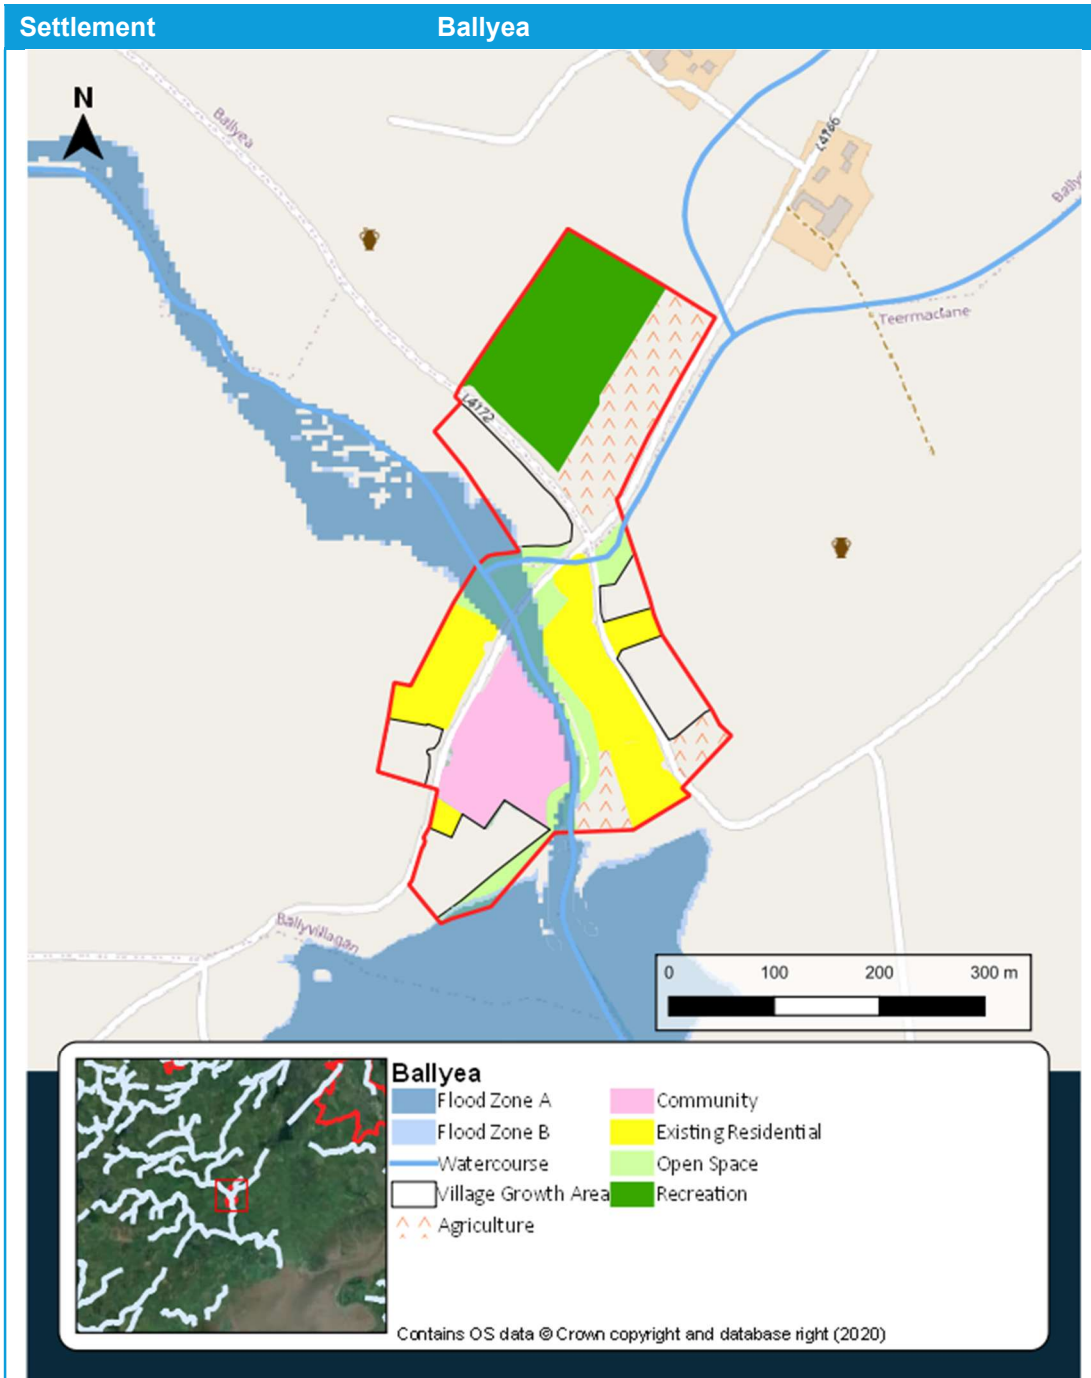 Settlement Ballyea
N
Ballyea
L4166
Teermaclane
L4172
Ballyvillagan
0 100 200 300 m
Ballyea
Flood Zone A
Flood Zone B
Watercourse
Village Growth Area
Agriculture
Community
Existing Residential
Open Space
Recreation
Contains OS data © Crown copyright and database right (2020)